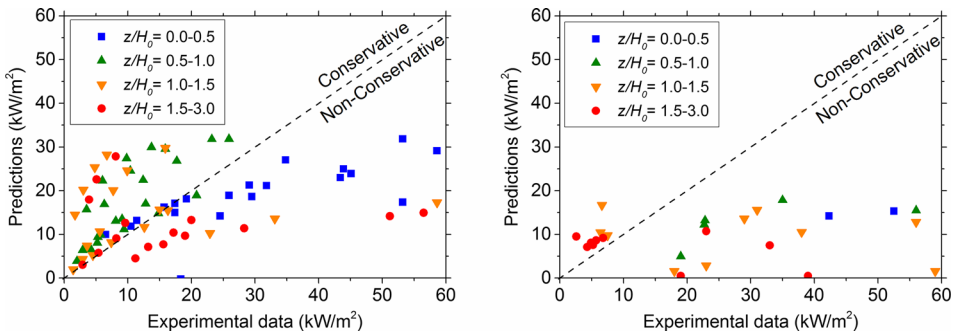 60
50
40
30
20
10
0
Predictions (kW/m²)
z/H₀= 0.0-0.5
z/H₀= 0.5-1.0
z/H₀= 1.0-1.5
z/H₀= 1.5-3.0
Conservative
Non-Conservative
0 10 20 30 40 50 60
Experimental data (kW/m²)
60
50
40
30
20
10
0
Predictions (kW/m²)
z/H₀= 0.0-0.5
z/H₀= 0.5-1.0
z/H₀= 1.0-1.5
z/H₀= 1.5-3.0
Conservative
Non-Conservative
0 10 20 30 40 50 60
Experimental data (kW/m²)